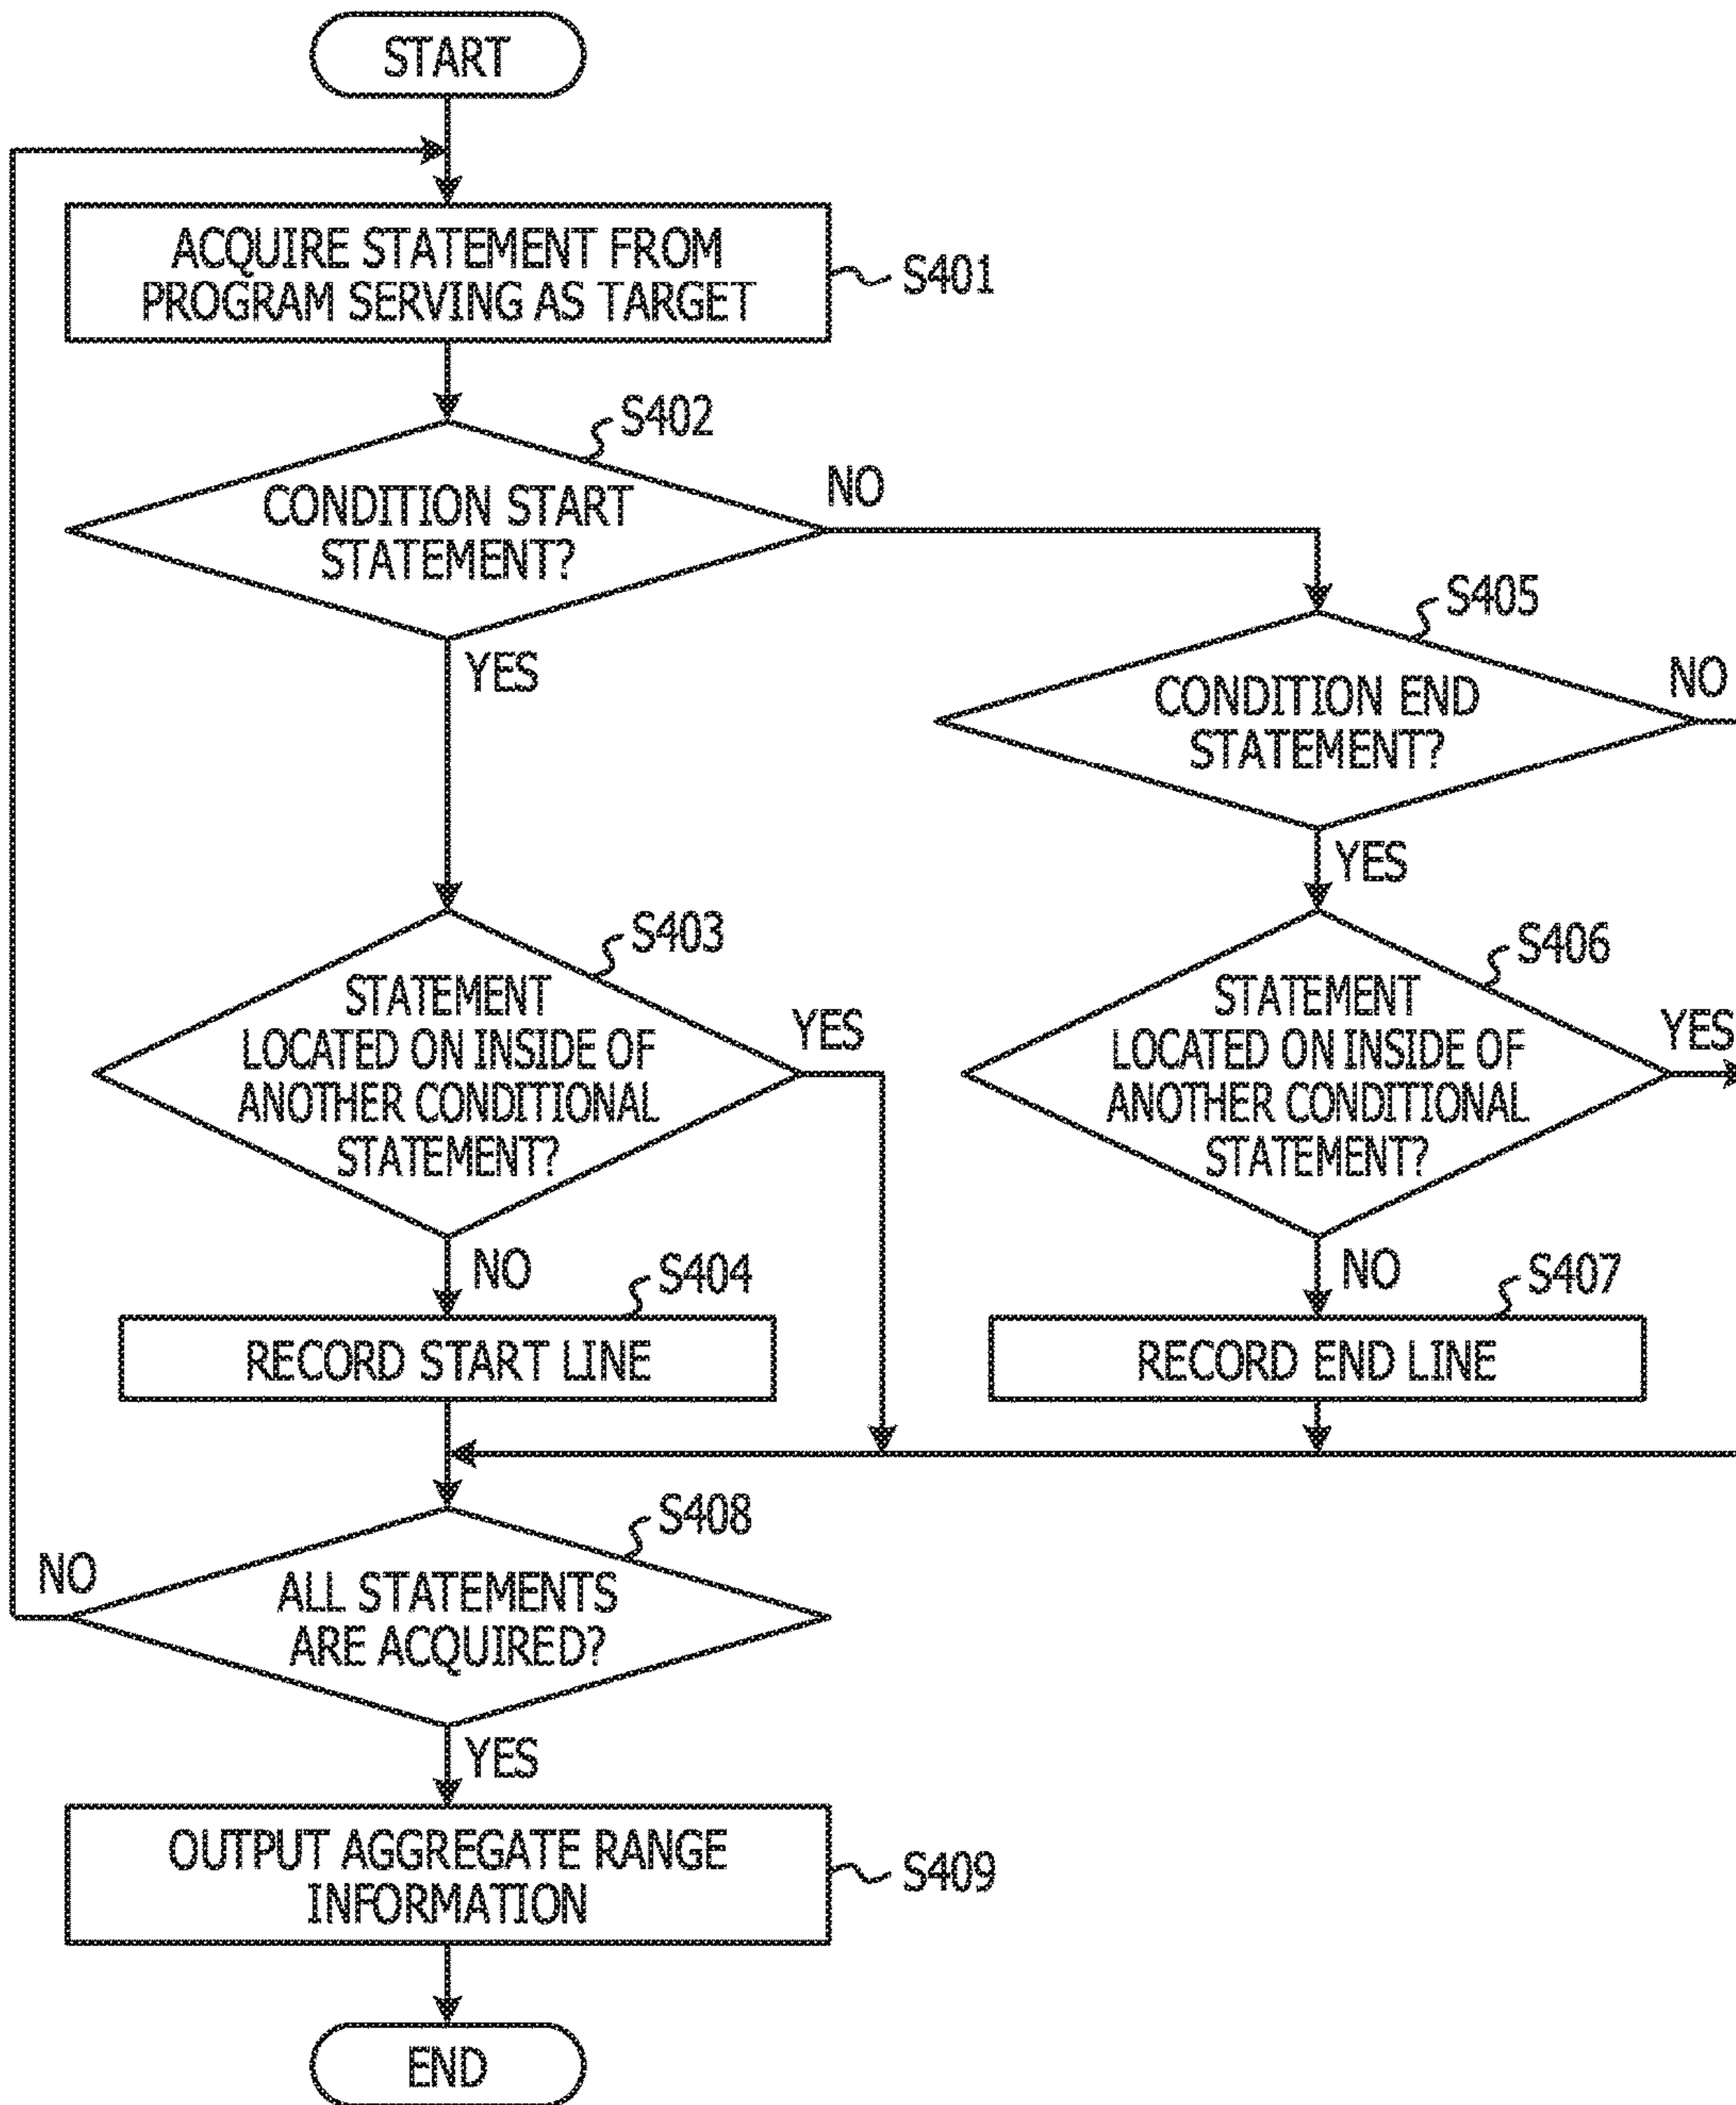 START
ACQUIRE STATEMENT FROM
PROGRAM SERVING AS TARGET
S401
S402
CONDITION START
STATEMENT?
NO
YES
S405
CONDITION END
STATEMENT?
NO
YES
S403
STATEMENT
LOCATED ON INSIDE OF
ANOTHER CONDITIONAL
STATEMENT?
YES
NO
S406
STATEMENT
LOCATED ON INSIDE OF
ANOTHER CONDITIONAL
STATEMENT?
YES
NO
S404
RECORD START LINE
S407
RECORD END LINE
S408
ALL STATEMENTS
ARE ACQUIRED?
NO
YES
OUTPUT AGGREGATE RANGE
INFORMATION
S409
END